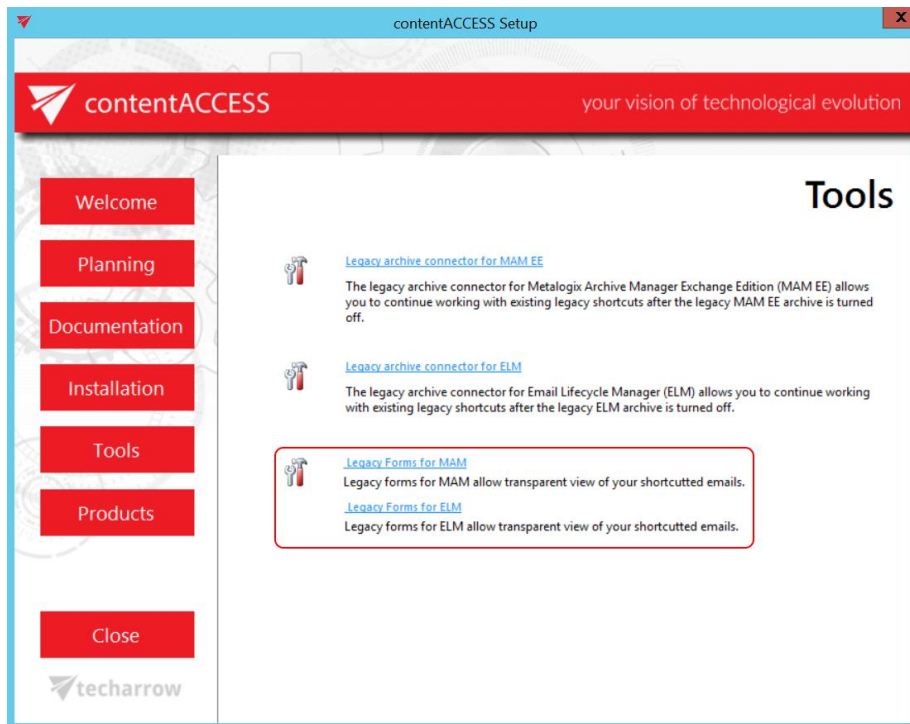 contentACCESS Setup
x
contentACCESS
your vision of technological evolution
Welcome
Planning
Documentation
Installation
Tools
Products
Close
techarrow
Tools
Legacy archive connector for MAM EE
The legacy archive connector for Metalogix Archive Manager Exchange Edition (MAM EE) allows
you to continue working with existing legacy shortcuts after the legacy MAM EE archive is turned
off.
Legacy archive connector for ELM
The legacy archive connector for Email Lifecycle Manager (ELM) allows you to continue working
with existing legacy shortcuts after the legacy ELM archive is turned off.
Legacy Forms for MAM
Legacy forms for MAM allow transparent view of your shortcutted emails.
Legacy Forms for ELM
Legacy forms for ELM allow transparent view of your shortcutted emails.